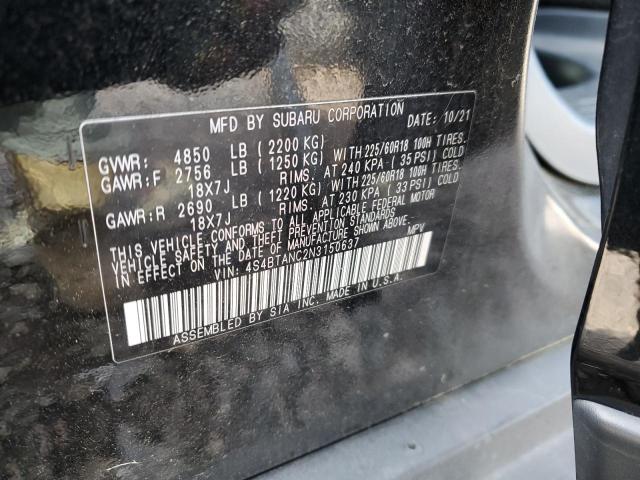 MFD BY SUBARU CORPORATION DATE: 10/21
GVWR: 4850 LB ( 2200 KG)
GAWR:F 2756 LB ( 1250 KG) WITH 225/60R18 100H TIRES.
18X7J RIMS. AT 240 KPA ( 35 PSI) COLD
GAWR:R 2690 LB ( 1220 KG) WITH 225/60R18 100H TIRES.
18X7J RIMS. AT 230 KPA ( 33 PSI) COLD
THIS VEHICLE CONFORMS TO ALL APPLICABLE FEDERAL MOTOR
VEHICLE SAFETY AND THEFT PREVENTION STANDARDS
IN EFFECT ON THE DATE OF MANUFACTURE SHOWN ABOVE.
VIN: 4S4BTANC2N3150637 MPV
ASSEMBLED BY SIA INC. MADE IN U.S.A.